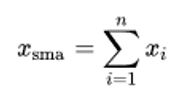 x_sma = \sum_{i=1}^{n} x_i